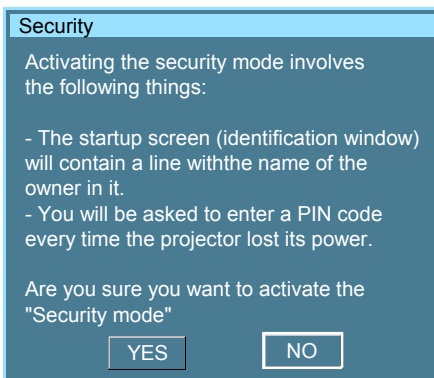 Security
Activating the security mode involves
the following things:
- The startup screen (identification window)
will contain a line withthe name of the
owner in it.
- You will be asked to enter a PIN code
every time the projector lost its power.
Are you sure you want to activate the
"Security mode"
YES NO